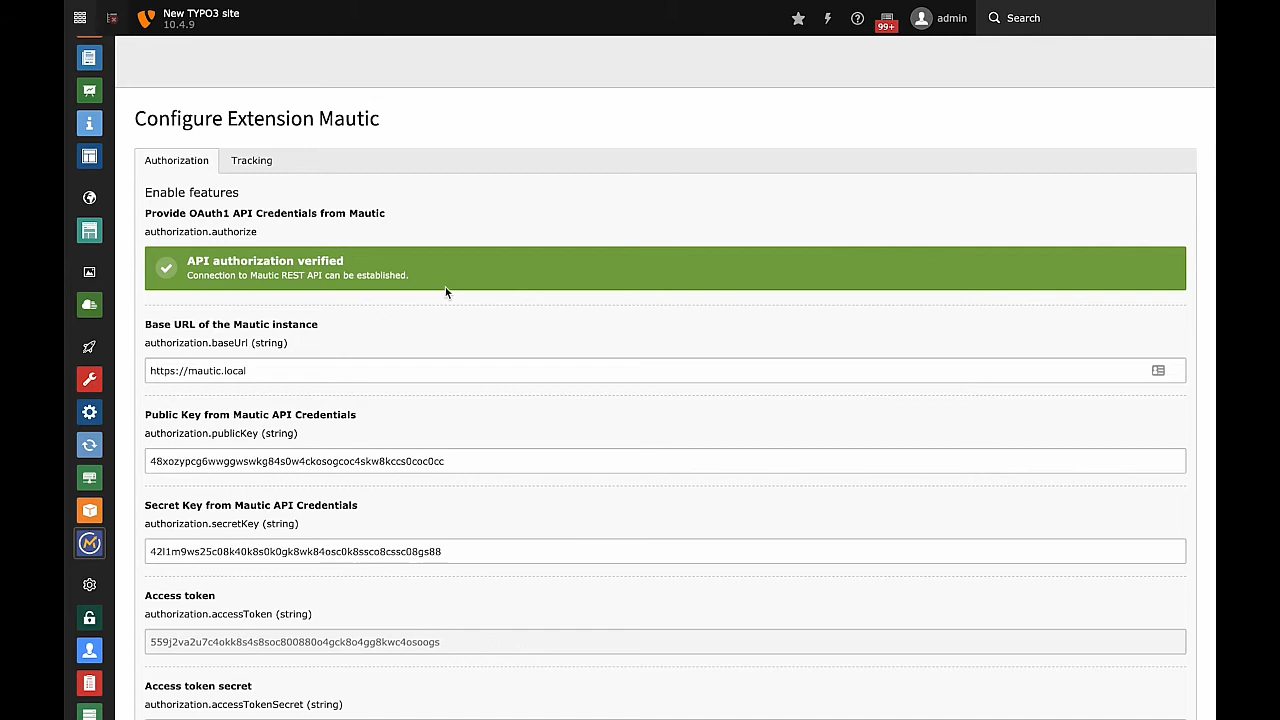 New TYPO3 site
10.4.9
99+
admin
Search
Configure Extension Mautic
Authorization
Tracking
Enable features
Provide OAuth1 API Credentials from Mautic
authorization.authorize
API authorization verified
Connection to Mautic REST API can be established.
Base URL of the Mautic instance
authorization.baseUrl (string)
https://mautic.local
Public Key from Mautic API Credentials
authorization.publicKey (string)
48xozypcg6wwggwswkg84s0w4ckosogcoc4skw8kccs0coc0cc
Secret Key from Mautic API Credentials
authorization.secretKey (string)
42l1m9ws25c08k40k8s0k0gk8wk84osc0k8ssco8cssc08gs88
Access token
authorization.accessToken (string)
559j2va2u7c4okk8s4s8soc800880o4gck8o4gg8kwc4osoogs
Access token secret
authorization.accessTokenSecret (string)